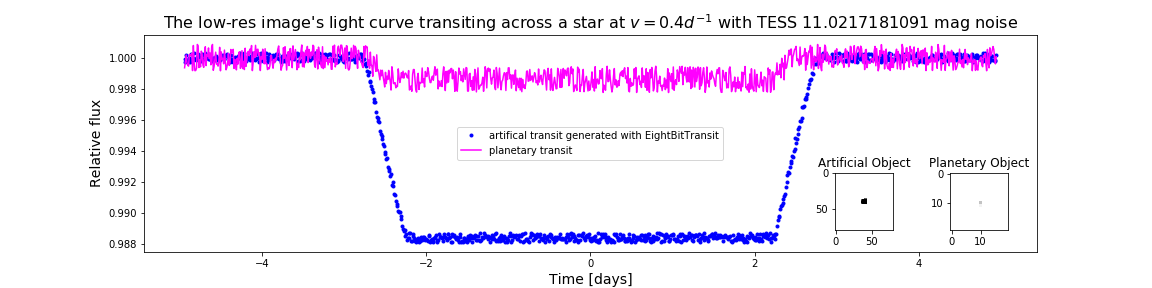 The low-res image's light curve transiting across a star at v = 0.4d⁻¹ with TESS 11.0217181091 mag noise
Relative flux
1.000
0.998
0.996
0.994
0.992
0.990
0.988
artifical transit generated with EightBitTransit
planetary transit
Artificial Object
0
50
0
50
Planetary Object
0
10
0
10
−4
−2
0
2
4
Time [days]